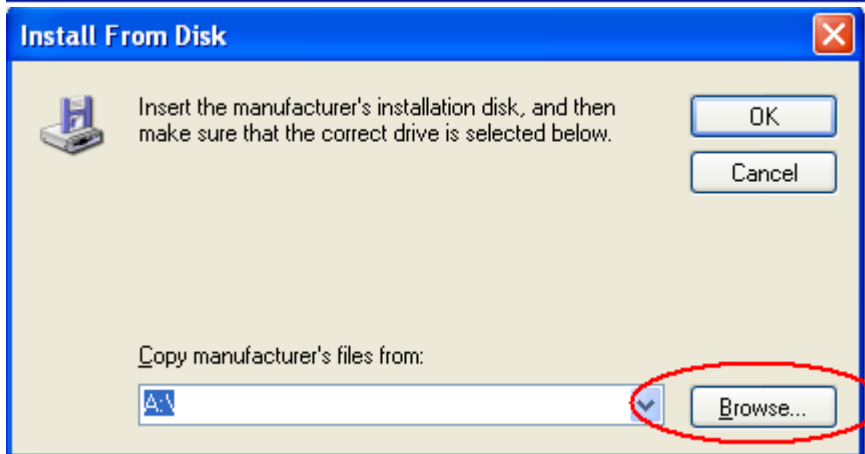 Install From Disk
Insert the manufacturer's installation disk, and then
make sure that the correct drive is selected below.
OK
Cancel
Copy manufacturer's files from:
A:\
Browse...